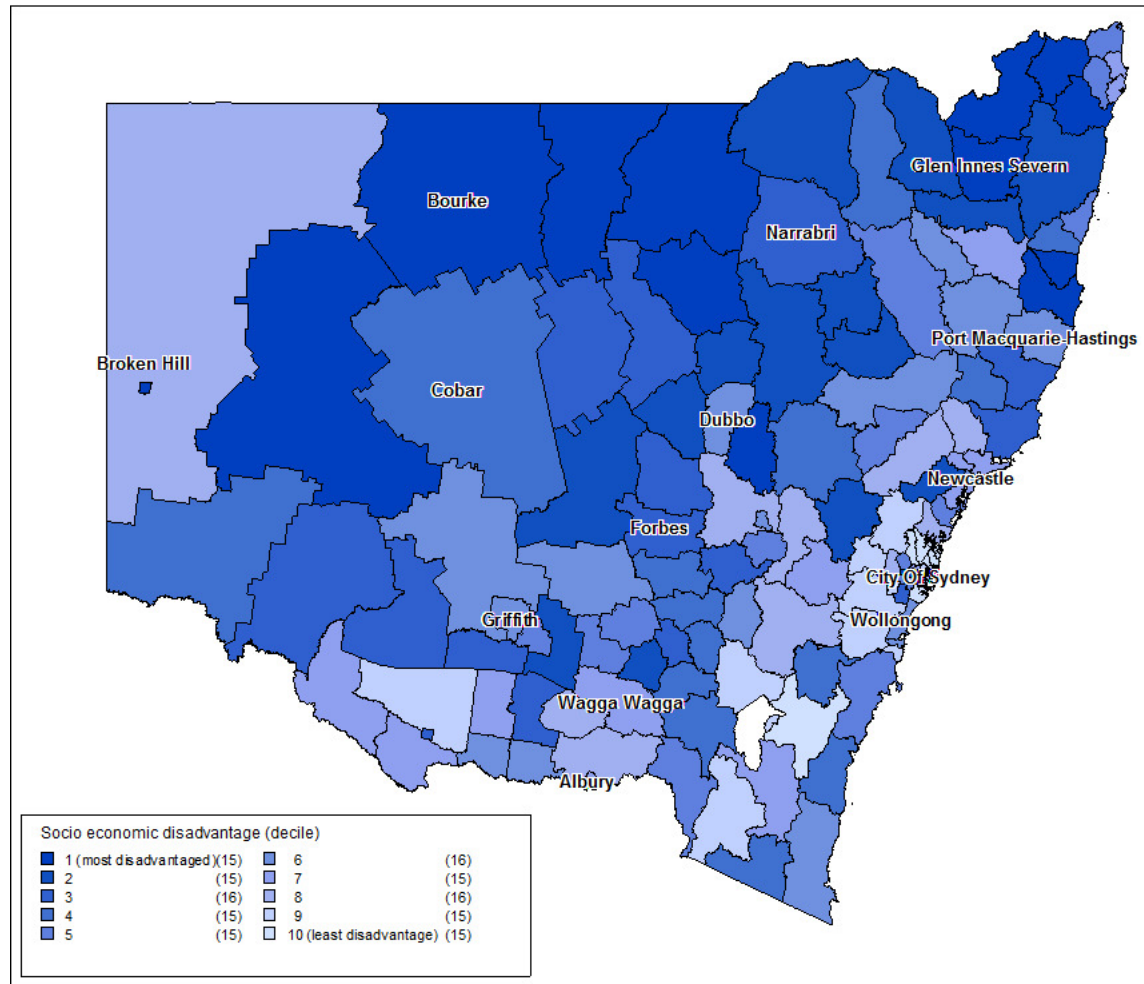 Glen Innes Severn
Bourke
Narrabri
Port Macquarie-Hastings
Broken Hill
Cobar
Dubbo
Newcastle
Forbes
City Of Sydney
Griffith
Wollongong
Wagga Wagga
Albury
Socio economic disadvantage (decile)
1 (most disadvantaged) (15)
2 (15)
3 (16)
4 (15)
5 (15)
6 (16)
7 (15)
8 (16)
9 (15)
10 (least disadvantage) (15)